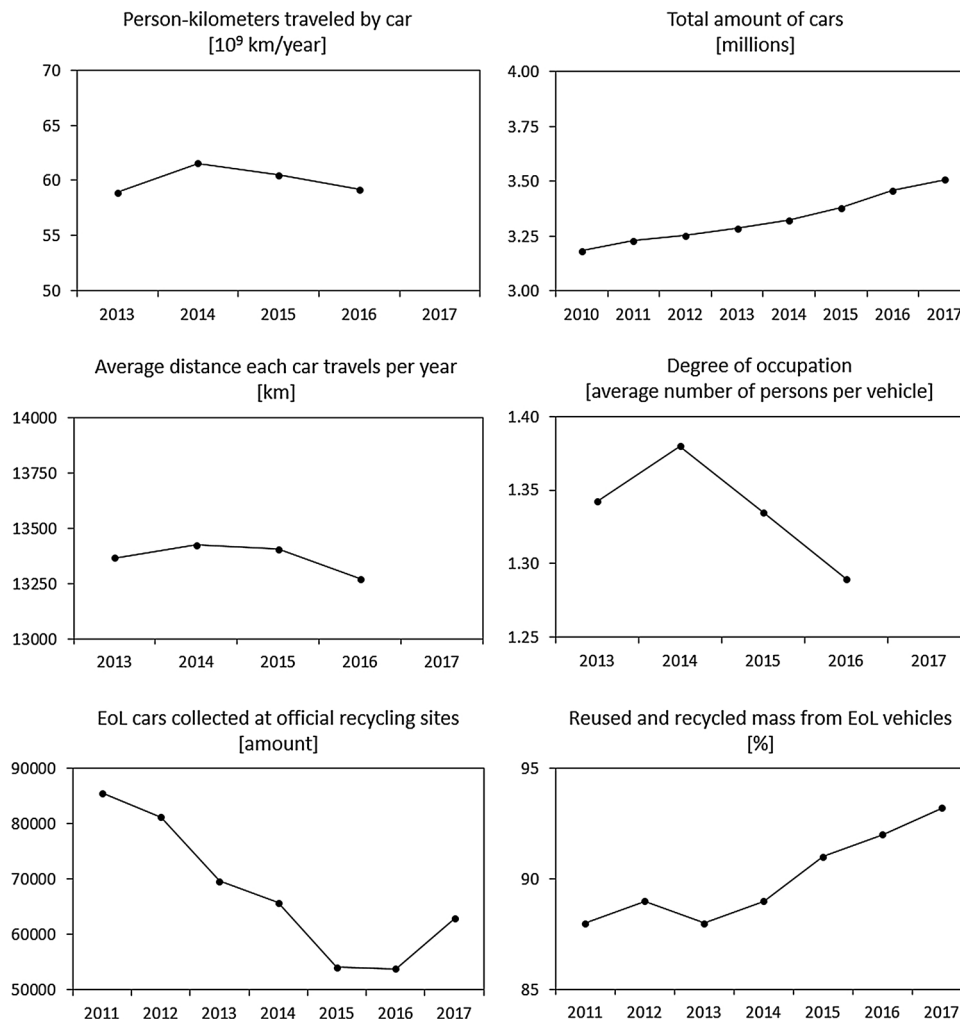 Person-kilometers traveled by car
[10⁹ km/year]
70
65
60
55
50
2013 2014 2015 2016 2017
Total amount of cars
[millions]
4.00
3.75
3.50
3.25
3.00
2010 2011 2012 2013 2014 2015 2016 2017
Average distance each car travels per year
[km]
14000
13750
13500
13250
13000
2013 2014 2015 2016 2017
Degree of occupation
[average number of persons per vehicle]
1.40
1.35
1.30
1.25
2013 2014 2015 2016 2017
EoL cars collected at official recycling sites
[amount]
90000
80000
70000
60000
50000
2011 2012 2013 2014 2015 2016 2017
Reused and recycled mass from EoL vehicles
[%]
95
90
85
2011 2012 2013 2014 2015 2016 2017